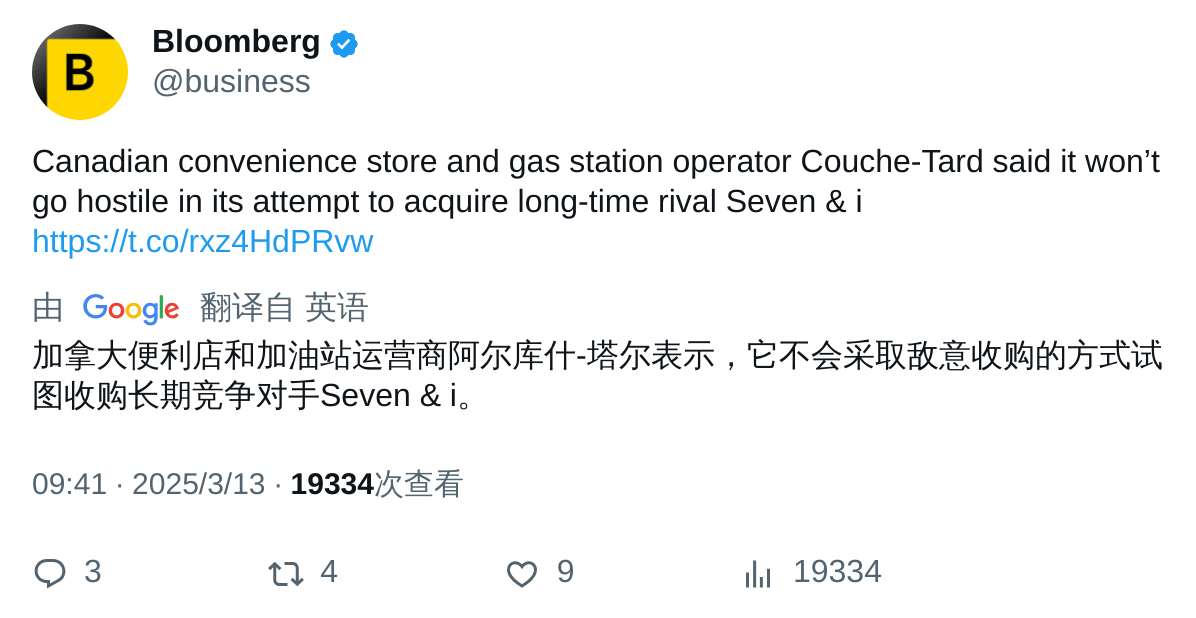 B
Bloomberg
@business
Canadian convenience store and gas station operator Couche-Tard said it won’t
go hostile in its attempt to acquire long-time rival Seven & i
https://t.co/rxz4HdPRvw
由 Google 翻译自 英语
加拿大便利店和加油站运营商阿尔库什-塔尔表示，它不会采取敌意收购的方式试
图收购长期竞争对手Seven & i。
09:41 · 2025/3/13 · 19334次查看
3 4 9 19334